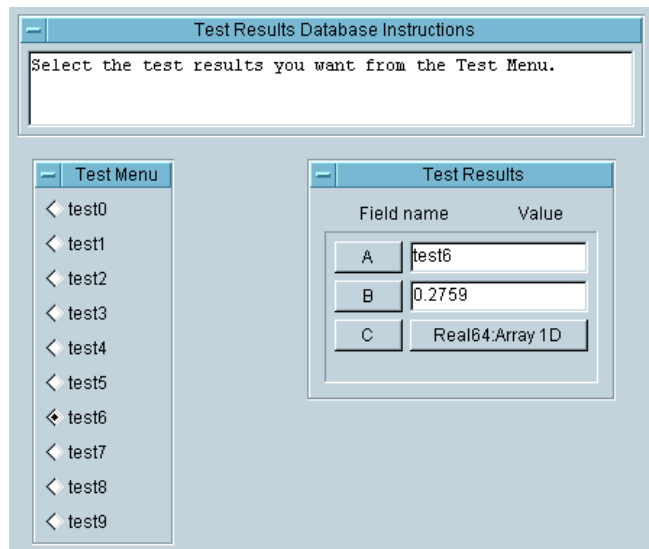 Test Results Database Instructions
Select the test results you want from the Test Menu.
Test Menu
test0
test1
test2
test3
test4
test5
test6
test7
test8
test9
Test Results
Field name Value
A test6
B 0.2759
C Real64:Array 1D